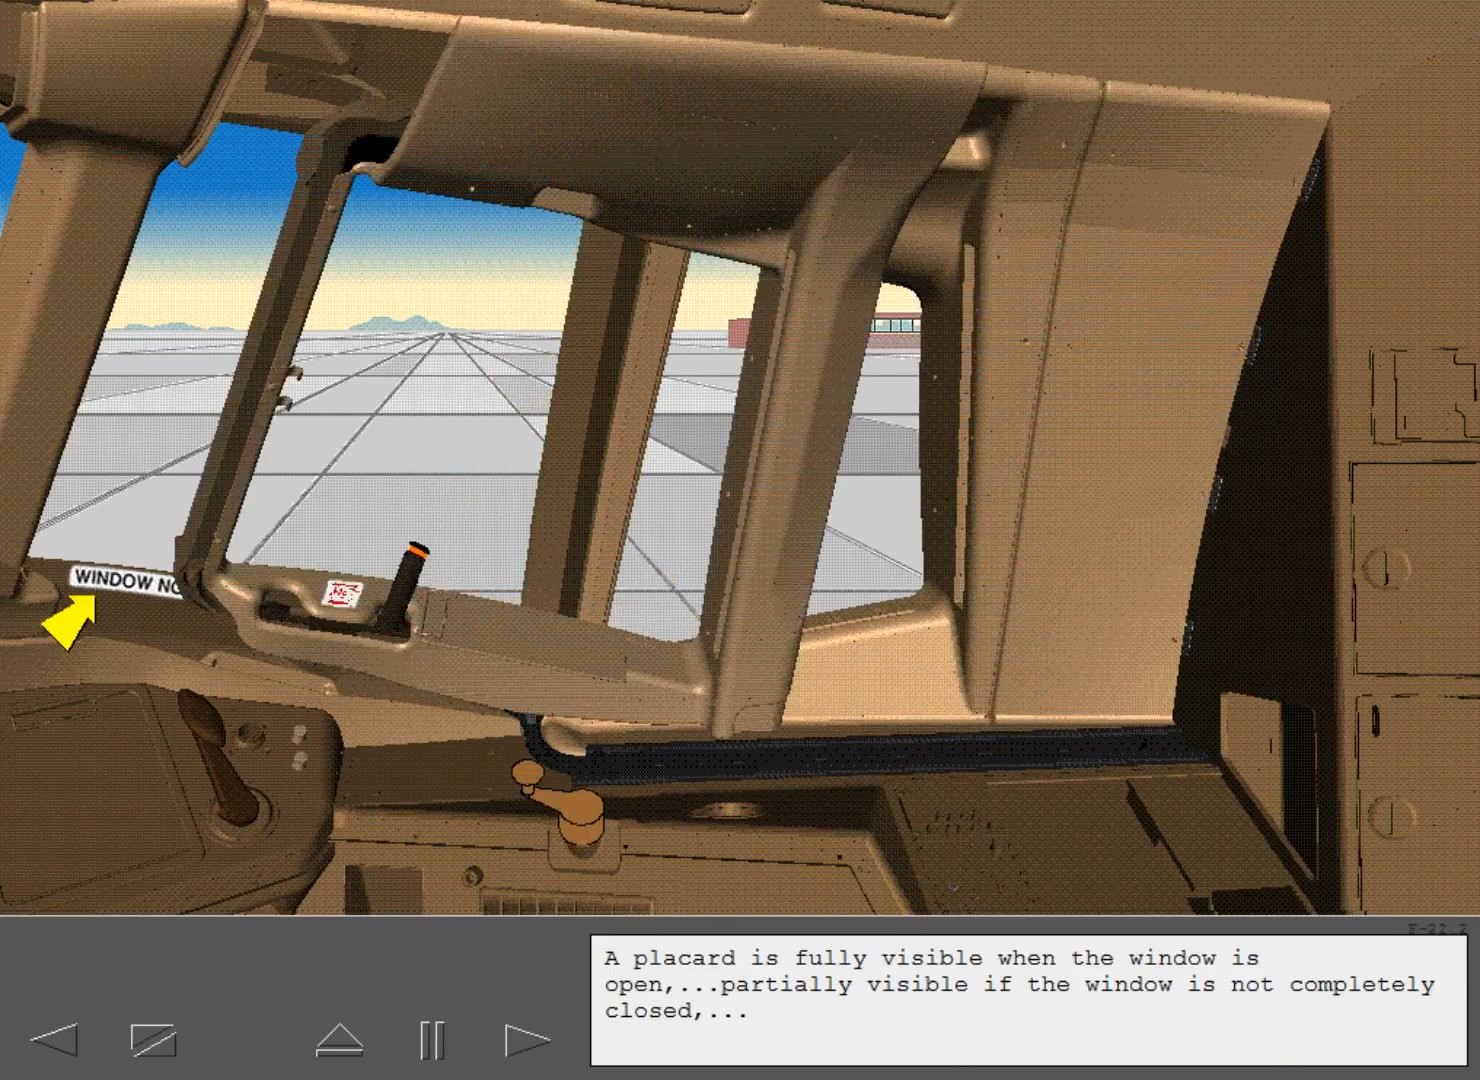 WINDOW NO
A placard is fully visible when the window is
open,...partially visible if the window is not completely
closed,...